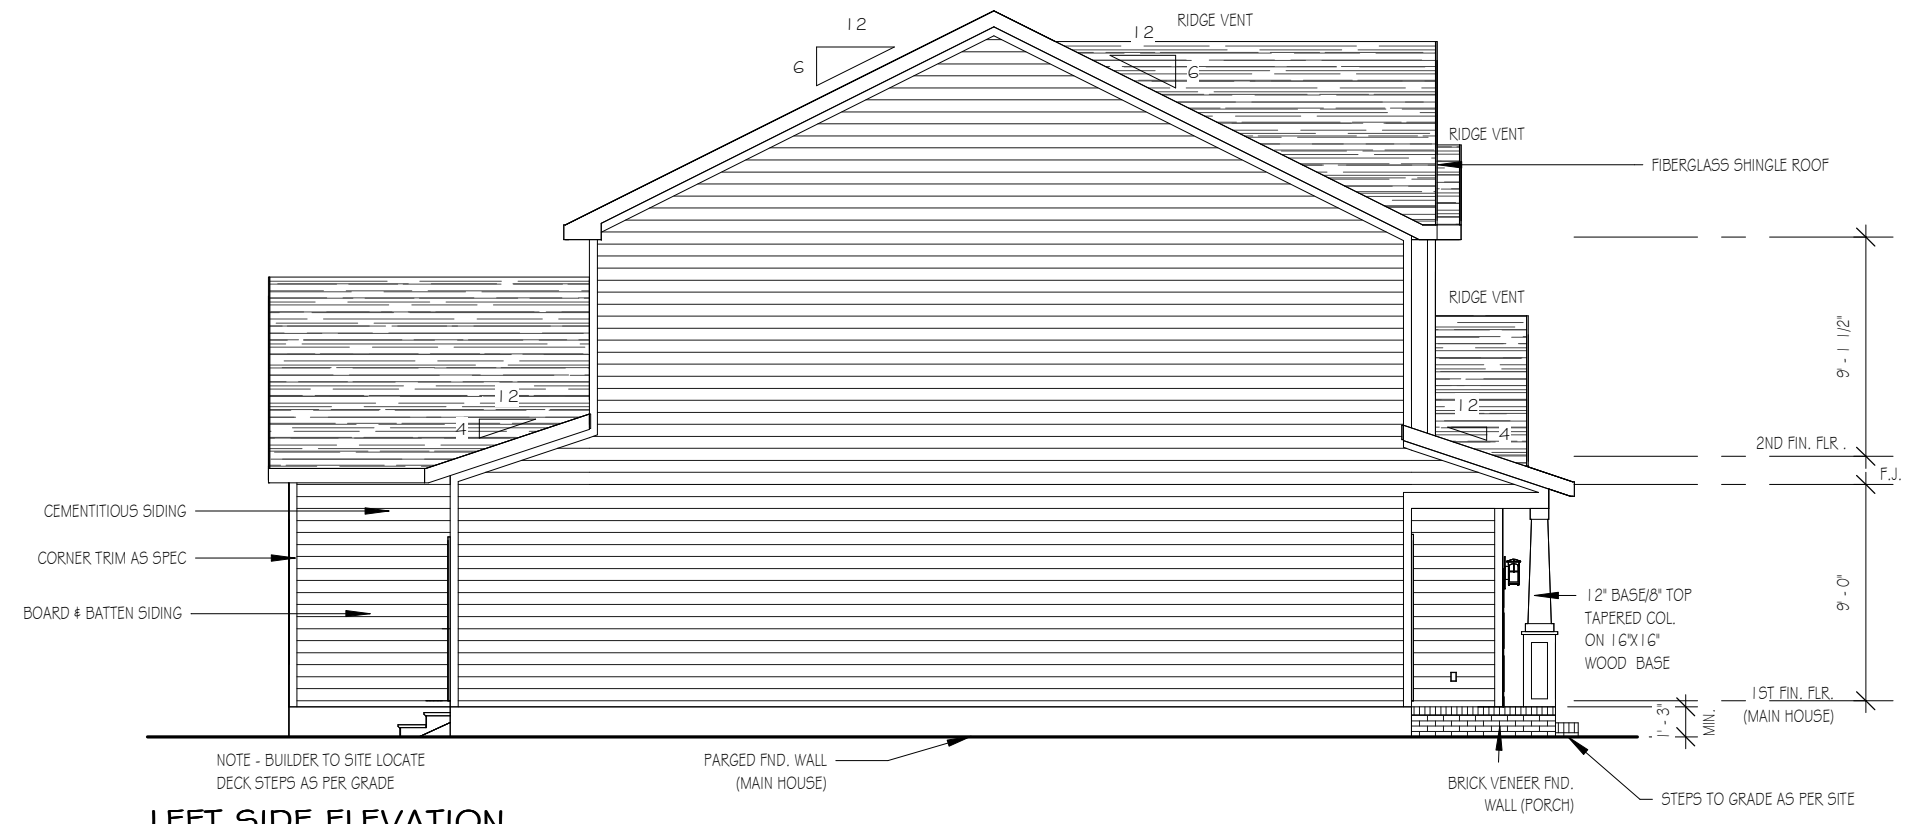 RIDGE VENT
12
6
12
6
RIDGE VENT
FIBERGLASS SHINGLE ROOF
RIDGE VENT
9' - 1 1/2"
12
4
12
4
2ND FIN. FLR .
F.J.
CEMENTITIOUS SIDING
CORNER TRIM AS SPEC
BOARD & BATTEN SIDING
12" BASE/8" TOP
TAPERED COL.
ON 16"X16"
WOOD BASE
9' - 0"
1ST FIN. FLR.
(MAIN HOUSE)
1' - 3"
MIN.
NOTE - BUILDER TO SITE LOCATE
DECK STEPS AS PER GRADE
PARGED FND. WALL
(MAIN HOUSE)
BRICK VENEER FND.
WALL (PORCH)
STEPS TO GRADE AS PER SITE
LEFT SIDE ELEVATION